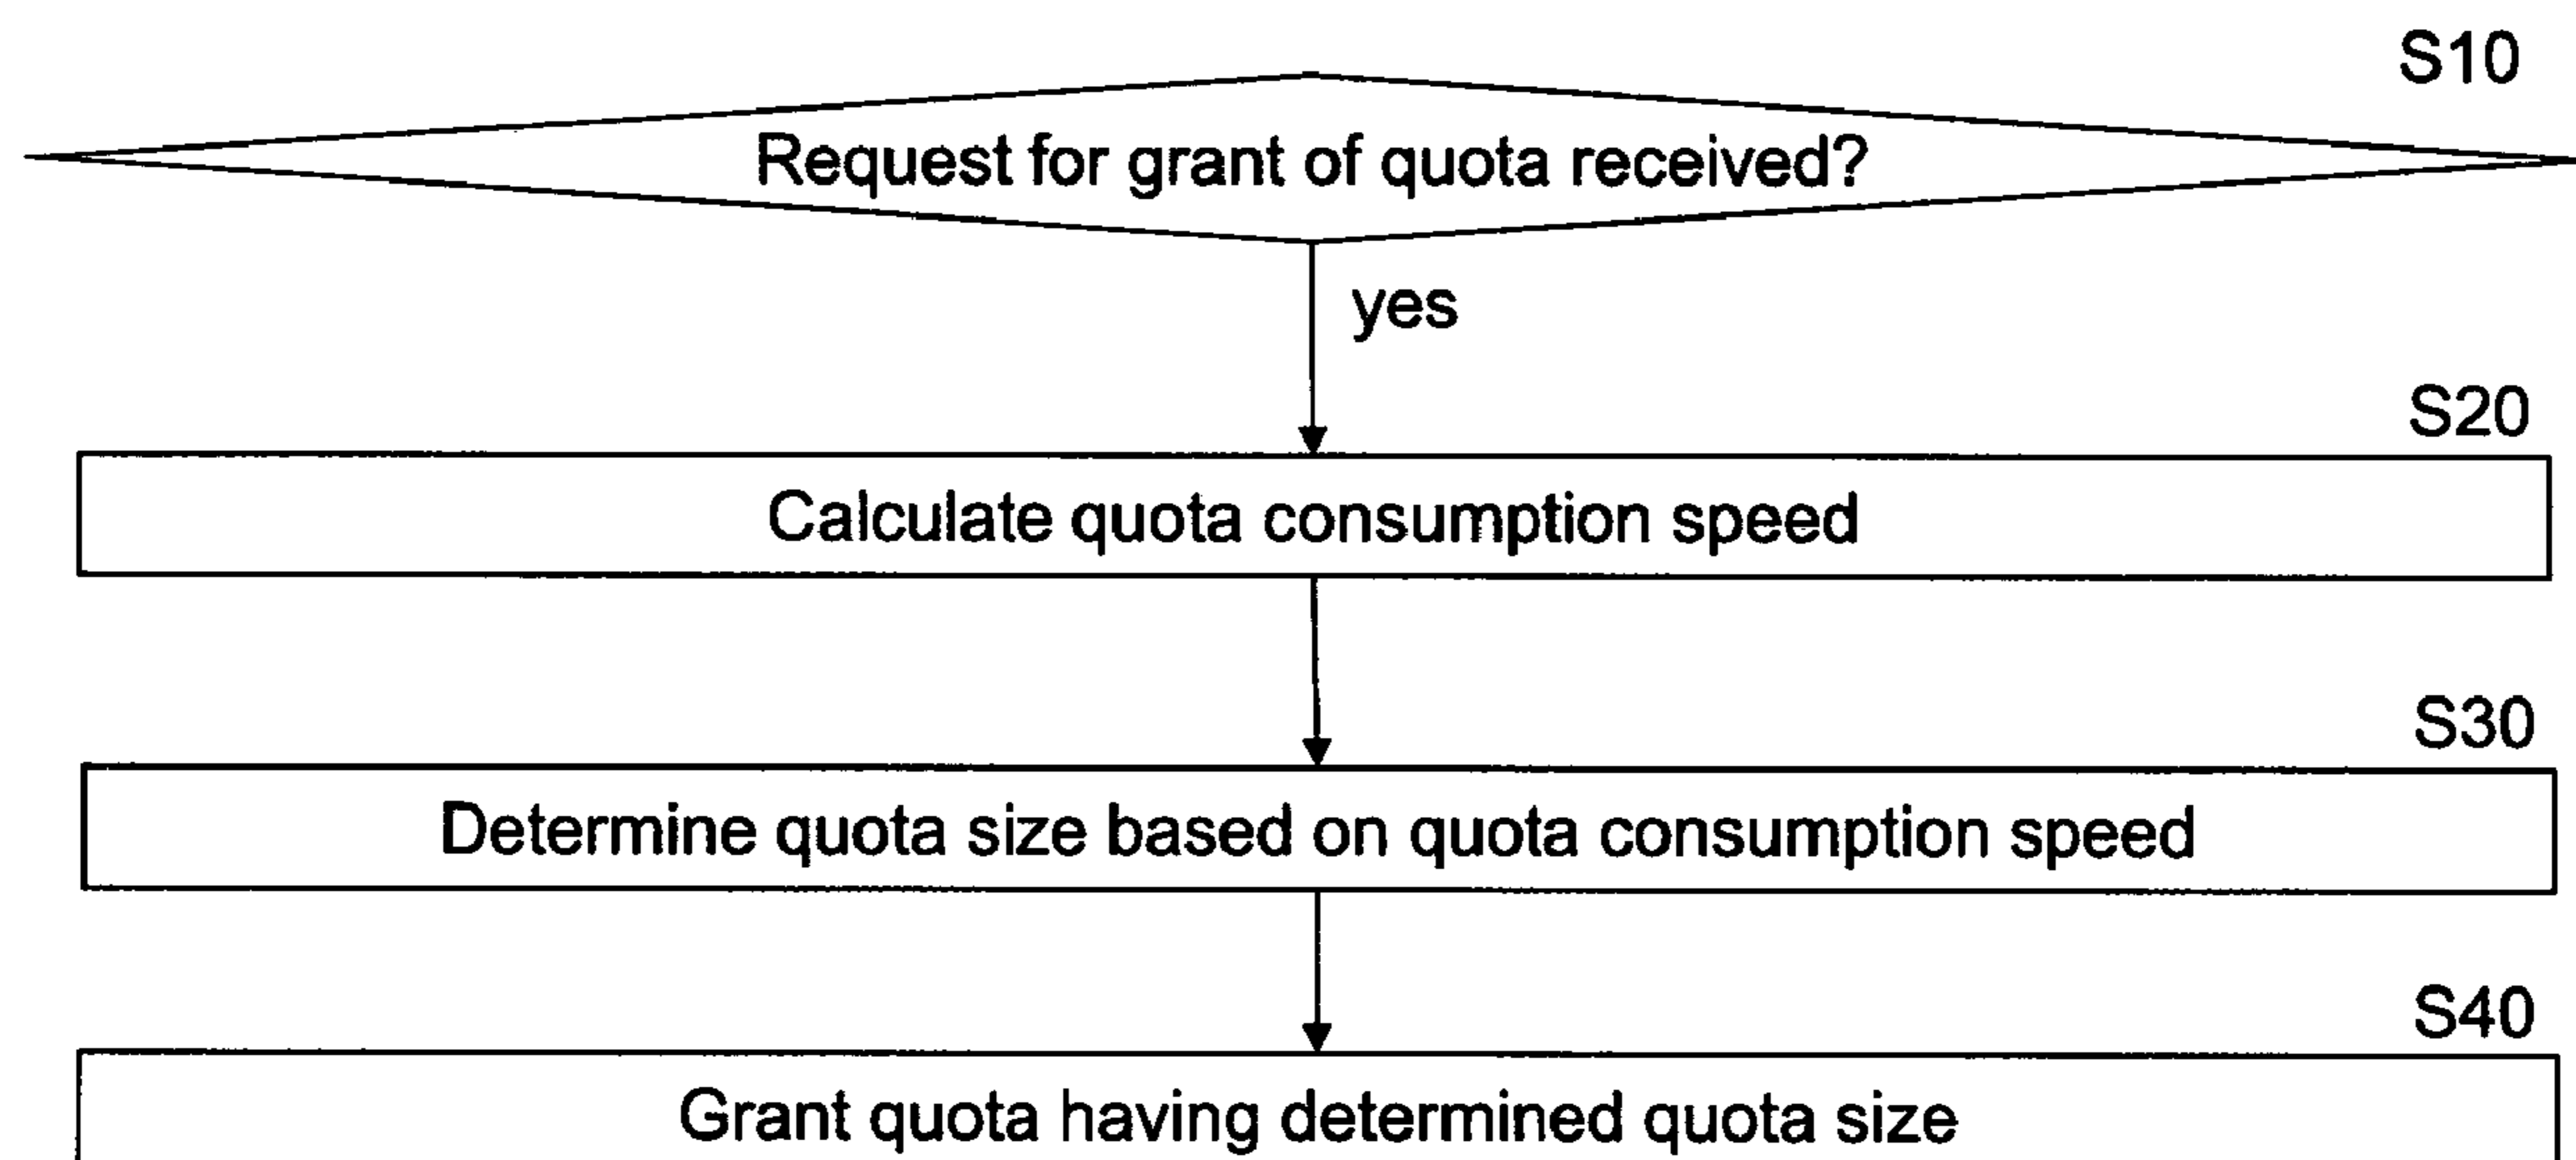 S10
Request for grant of quota received?
yes
S20
Calculate quota consumption speed
S30
Determine quota size based on quota consumption speed
S40
Grant quota having determined quota size